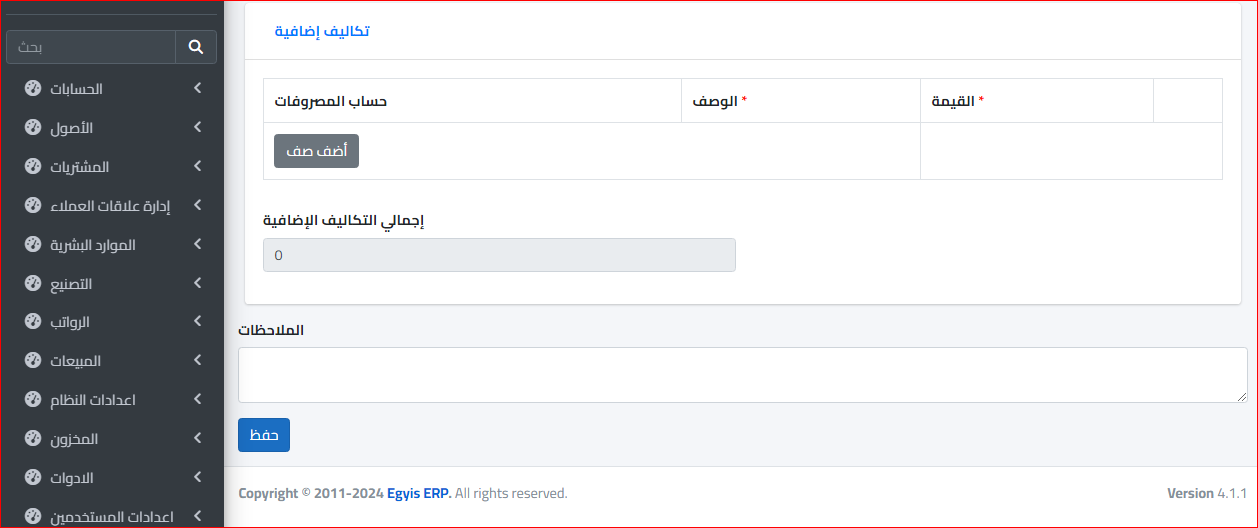 بحث
الحسابات
الأصول
المشتريات
إدارة علاقات العملاء
الموارد البشرية
التصنيع
الرواتب
المبيعات
اعدادات النظام
المخزون
الادوات
اعدادات المستخدمين
تكاليف إضافية
حساب المصروفات
الوصف *
القيمة *
أضف صف
إجمالي التكاليف الإضافية
0
الملاحظات
حفظ
Copyright © 2011-2024 Egyis ERP. All rights reserved.
Version 4.1.1